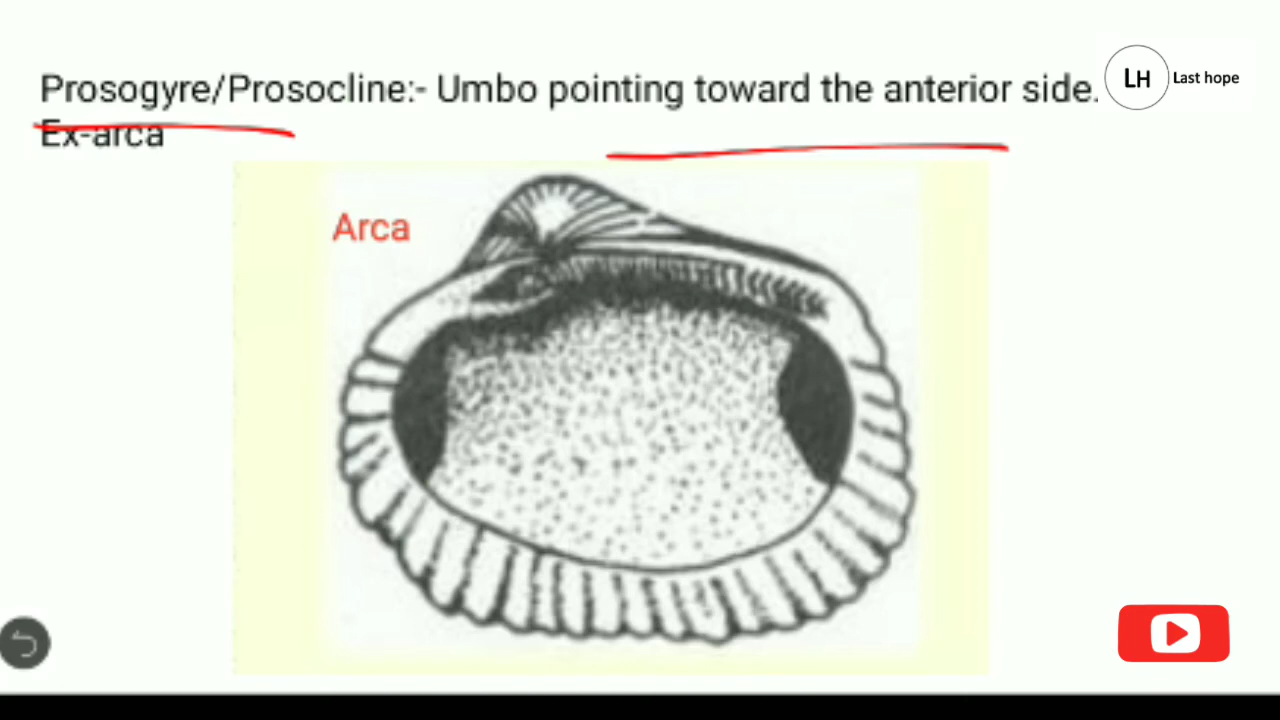 Prosogyre/Prosocline:- Umbo pointing toward the anterior side.
Ex-arca
LH Last hope
Arca